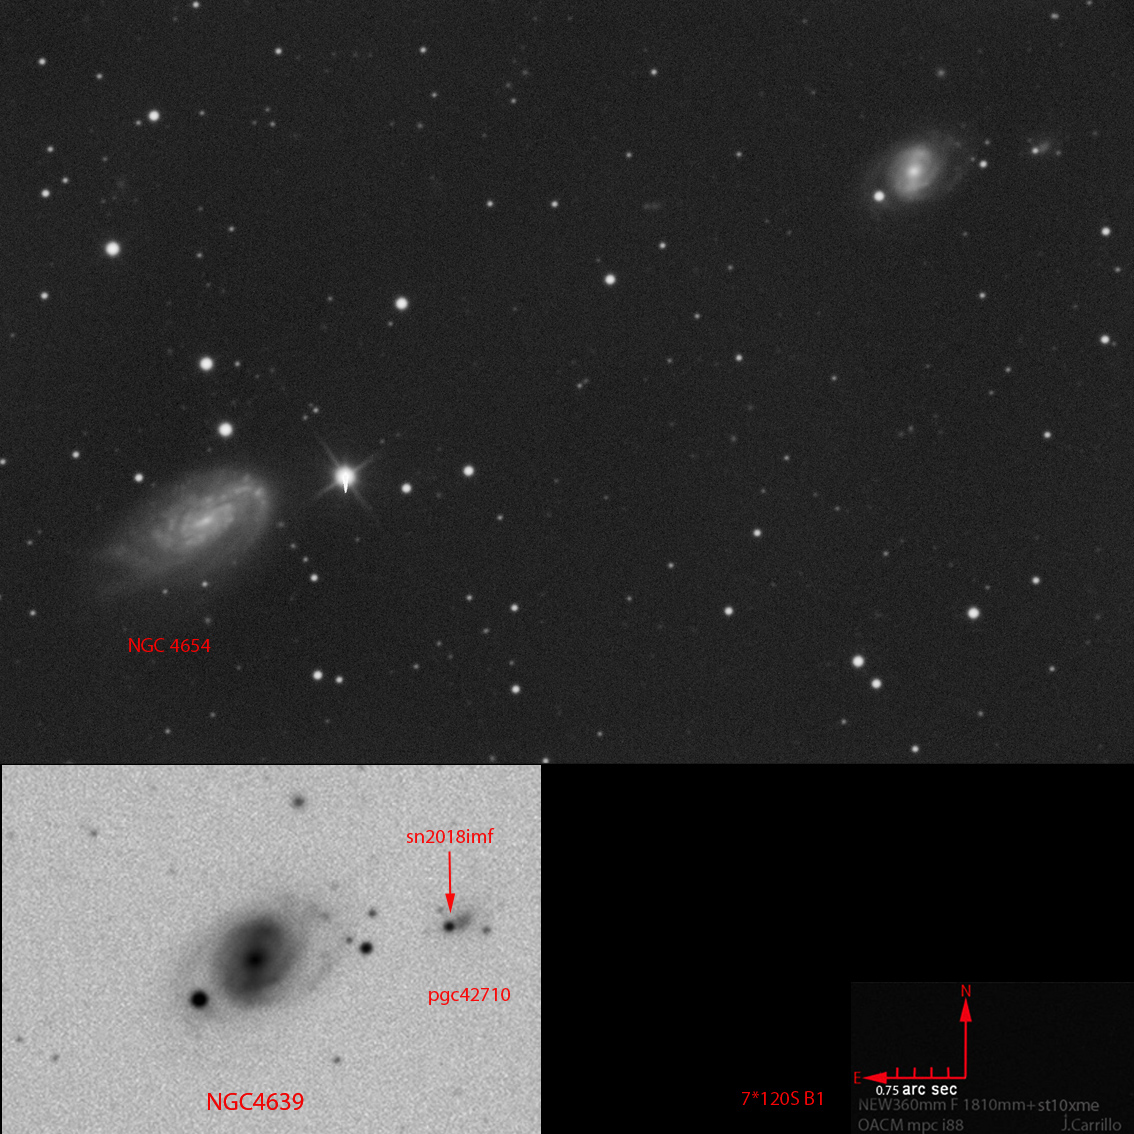 NGC 4654
sn2018imf
pgc42710
NGC4639
N
E
0.75 arc sec
7*120S B1
NEW360mm F 1810mm+st10xme
OACM mpc i88 J.Carrillo